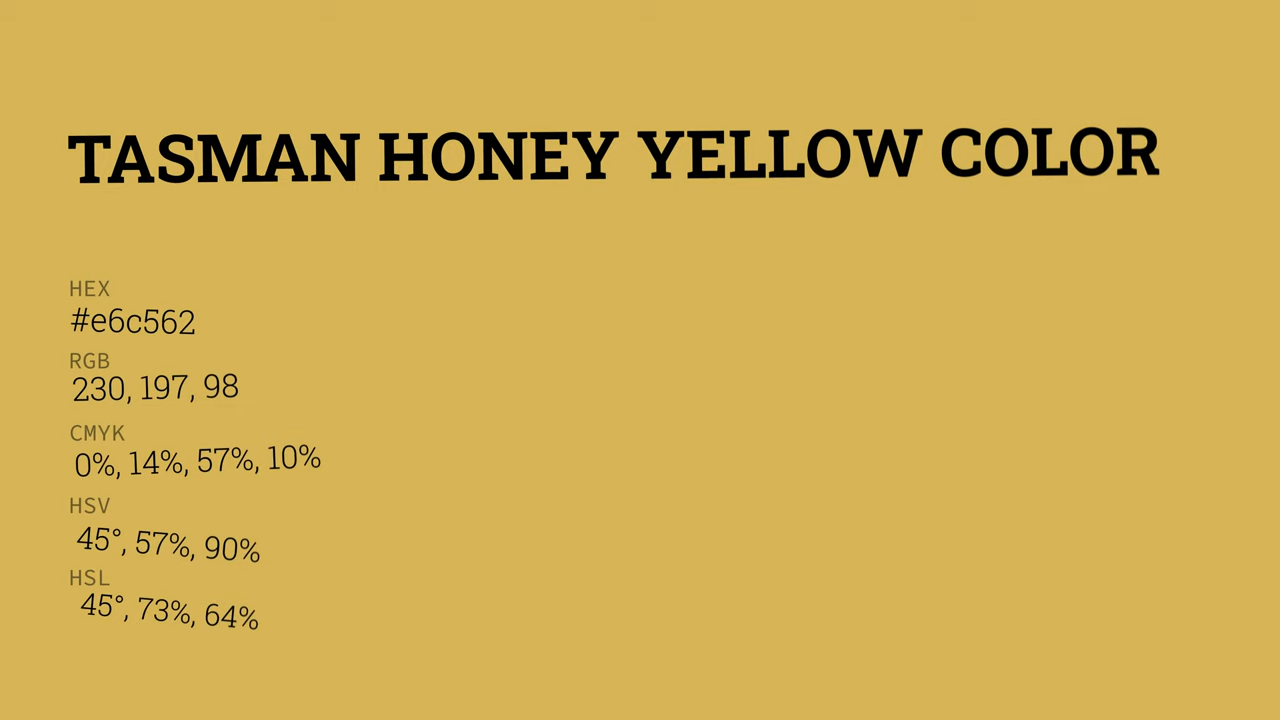 TASMAN HONEY YELLOW COLOR
HEX
#e6c562
RGB
230, 197, 98
CMYK
0%, 14%, 57%, 10%
HSV
45°, 57%, 90%
HSL
45°, 73%, 64%